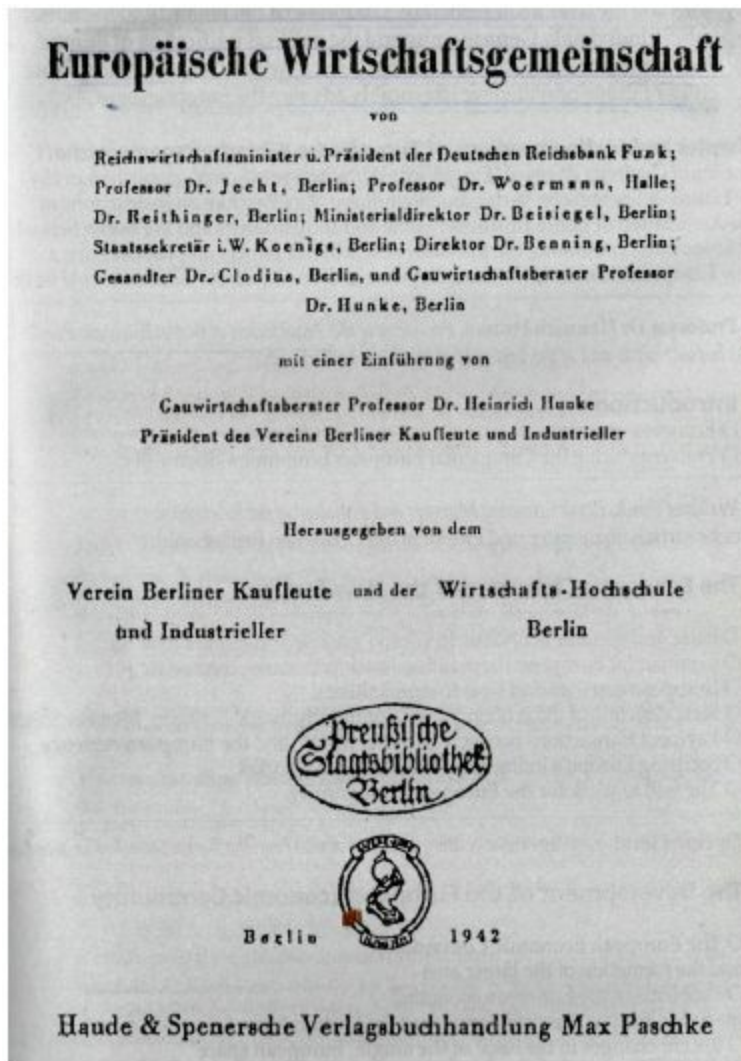 Europäische Wirtschaftsgemeinschaft
von
Reichswirtschaftsminister u. Präsident der Deutschen Reichsbank Funk;
Professor Dr. Jecht, Berlin; Professor Dr. Woermann, Halle;
Dr. Reithinger, Berlin; Ministerialdirektor Dr. Beisiegel, Berlin;
Staatssekretär i.W. Koenigs, Berlin; Direktor Dr. Benning, Berlin;
Gesandter Dr. Clodius, Berlin, und Gauwirtschaftsberater Professor
Dr. Hunke, Berlin
mit einer Einführung von
Gauwirtschaftsberater Professor Dr. Heinrich Hunke
Präsident des Vereins Berliner Kaufleute und Industrieller
Herausgegeben von dem
Verein Berliner Kaufleute und der Wirtschafts-Hochschule
und Industrieller Berlin
Preußische
Staatsbibliothek
Berlin
Berlin 1942
Haude & Spenersche Verlagsbuchhandlung Max Paschke